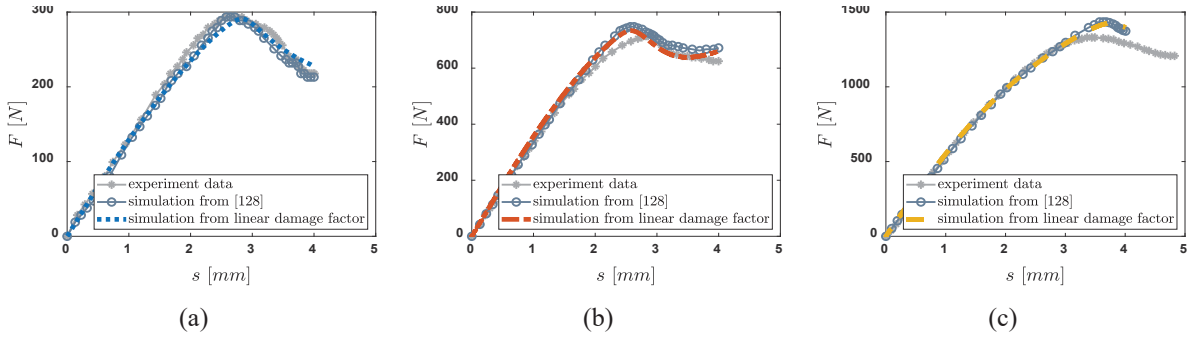 300
200
100
0
F [N]
experiment data
simulation from [128]
simulation from linear damage factor
0 1 2 3 4 5
s [mm]
(a)
800
600
400
200
0
F [N]
experiment data
simulation from [128]
simulation from linear damage factor
0 1 2 3 4 5
s [mm]
(b)
1500
1000
500
0
F [N]
experiment data
simulation from [128]
simulation from linear damage factor
0 1 2 3 4 5
s [mm]
(c)